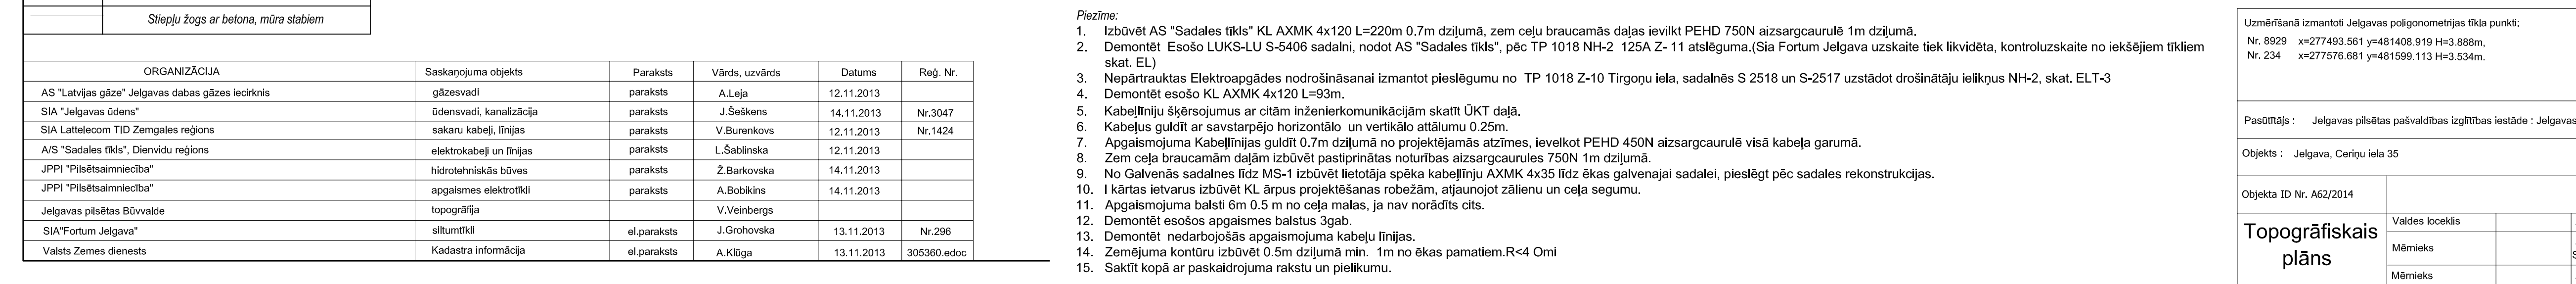 Stiepļu žogs ar betona, mūra stabiem
ORGANIZĀCIJA Saskaņojuma objekts Paraksts Vārds, uzvārds Datums Reģ. Nr.
AS "Latvijas gāze" Jelgavas dabas gāzes iecirknis gāzesvadi paraksts A.Leja 12.11.2013
SIA "Jelgavas ūdens" ūdensvadi, kanalizācija paraksts J.Šeškens 14.11.2013 Nr.3047
SIA Lattelecom TID Zemgales reģions sakaru kabeļi, līnijas paraksts V.Burenkovs 12.11.2013 Nr.1424
A/S "Sadales tīkls", Dienvidu reģions elektrokabeļi un līnijas paraksts L.Šablinska 12.11.2013
JPPI "Pilsētsaimniecība" hidrotehniskās būves paraksts Ž.Barkovska 14.11.2013
JPPI "Pilsētsaimniecība" apgaismes elektrotīkli paraksts A.Bobikins 14.11.2013
Jelgavas pilsētas Būvvalde topogrāfija V.Veinbergs
SIA"Fortum Jelgava" siltumtīkli el.paraksts J.Grohovska 13.11.2013 Nr.296
Valsts Zemes dienests Kadastra informācija el.paraksts A.Klūga 13.11.2013 305360.edoc
Piezīme:
1. Izbūvēt AS "Sadales tīkls" KL AXMK 4x120 L=220m 0.7m dziļumā, zem ceļu braucamās daļas ievilkt PEHD 750N aizsargcaurulē 1m dziļumā.
2. Demontēt Esošo LUKS-LU S-5406 sadalni, nodot AS "Sadales tīkls", pēc TP 1018 NH-2 125A Z- 11 atslēguma.(Sia Fortum Jelgava uzskaite tiek likvidēta, kontroluzskaite no iekšējiem tīkliem
skat. EL)
3. Nepārtrauktas Elektroapgādes nodrošināsanai izmantot pieslēgumu no TP 1018 Z-10 Tirgoņu iela, sadalnēs S 2518 un S-2517 uzstādot drošinātāju ielikņus NH-2, skat. ELT-3
4. Demontēt esošo KL AXMK 4x120 L=93m.
5. Kabeļlīniju šķērsojumus ar citām inženierkomunikācijām skatīt ŪKT daļā.
6. Kabeļus guldīt ar savstarpējo horizontālo un vertikālo attālumu 0.25m.
7. Apgaismojuma Kabeļlīnijas guldīt 0.7m dziļumā no projektējamās atzīmes, ievelkot PEHD 450N aizsargcaurulē visā kabeļa garumā.
8. Zem ceļa braucamām daļām izbūvēt pastiprinātas noturības aizsargcaurules 750N 1m dziļumā.
9. No Galvenās sadalnes līdz MS-1 izbūvēt lietotāja spēka kabeļlīnju AXMK 4x35 līdz ēkas galvenajai sadalei, pieslēgt pēc sadales rekonstrukcijas.
10. I kārtas ietvarus izbūvēt KL ārpus projektēšanas robežām, atjaunojot zālienu un ceļa segumu.
11. Apgaismojuma balsti 6m 0.5 m no ceļa malas, ja nav norādīts cits.
12. Demontēt esošos apgaismes balstus 3gab.
13. Demontēt nedarbojošās apgaismojuma kabeļu līnijas.
14. Zemējuma kontūru izbūvēt 0.5m dziļumā min. 1m no ēkas pamatiem.R<4 Omi
15. Saktīt kopā ar paskaidrojuma rakstu un pielikumu.
Uzmērīšanā izmantoti Jelgavas poligonometrijas tīkla punkti:
Nr. 8929 x=277493.561 y=481408.919 H=3.888m,
Nr. 234 x=277576.681 y=481599.113 H=3.534m.
Pasūtītājs : Jelgavas pilsētas pašvaldības izglītības iestāde : Jelgavas
Objekts : Jelgava, Ceriņu iela 35
Objekta ID Nr. A62/2014
Topogrāfiskais
plāns
Valdes loceklis
Mērnieks
Mērnieks